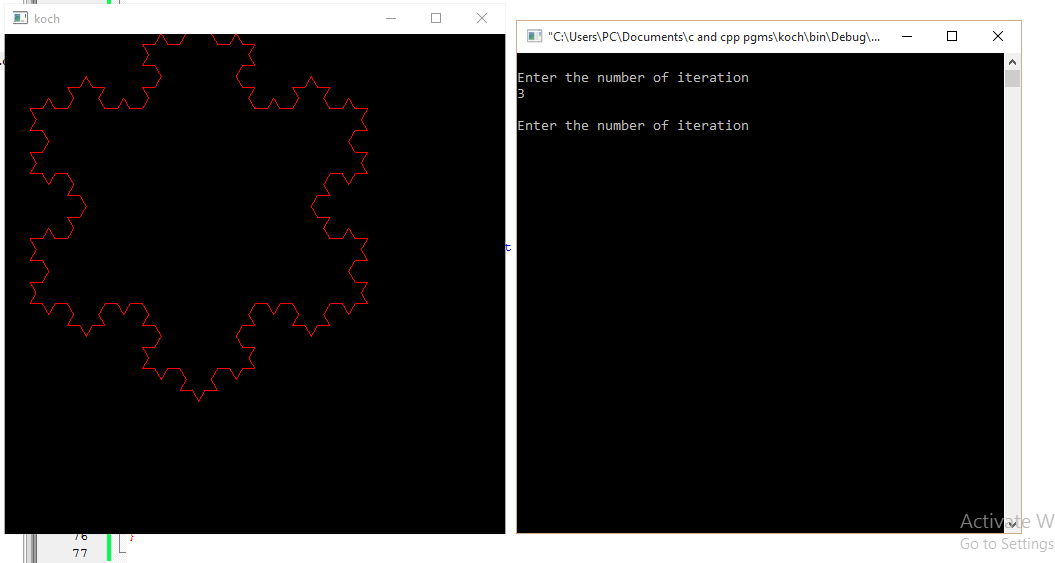 koch
"C:\Users\PC\Documents\c and cpp pgms\koch\bin\Debug\...
Enter the number of iteration
3
Enter the number of iteration
t
Activate W
Go to Settings
76 }
77